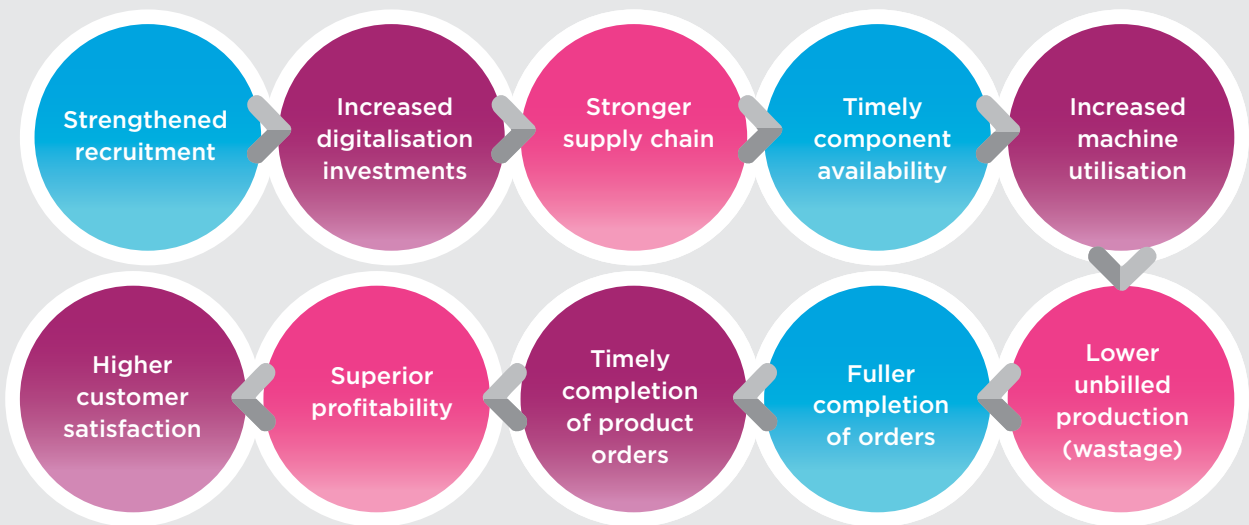 Strengthened
recruitment
Increased
digitalisation
investments
Stronger
supply chain
Timely
component
availability
Increased
machine
utilisation
Lower
unbilled
production
(wastage)
Fuller
completion
of orders
Timely
completion
of product
orders
Superior
profitability
Higher
customer
satisfaction